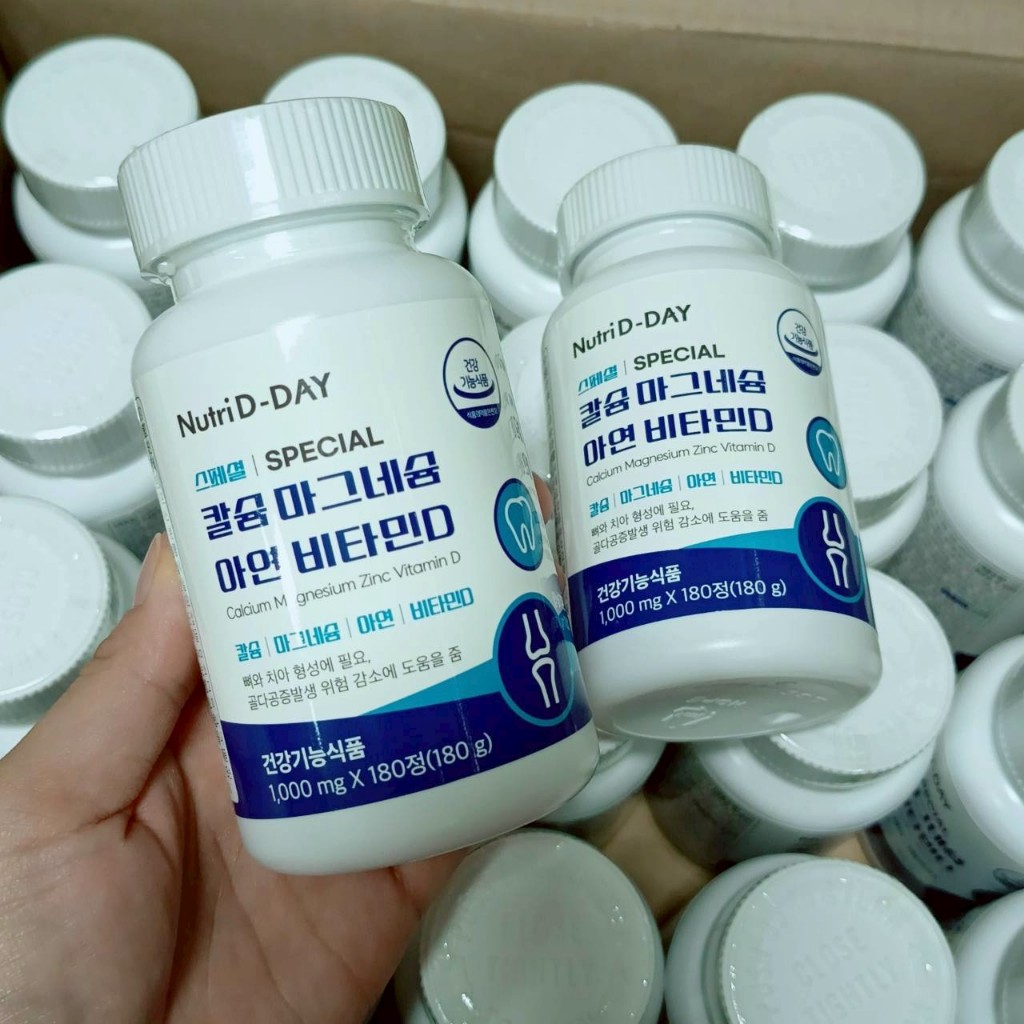 Nutri D-DAY
건강
기능식품
식품의약품안전처
스페셜 | SPECIAL
칼슘 마그네슘
아연 비타민D
Calcium Magnesium Zinc Vitamin D
칼슘 | 마그네슘 | 아연 | 비타민D
뼈와 치아 형성에 필요,
골다공증발생 위험 감소에 도움을 줌
건강기능식품
1,000 mg X 180정(180 g)
Nutri D-DAY
건강
기능식품
스페셜 | SPECIAL
칼슘 마그네슘
아연 비타민D
Calcium Magnesium Zinc Vitamin D
칼슘 | 마그네슘 | 아연 | 비타민D
뼈와 치아 형성에 필요,
골다공증발생 위험 감소에 도움을 줌
건강기능식품
1,000 mg X 180정(180 g)